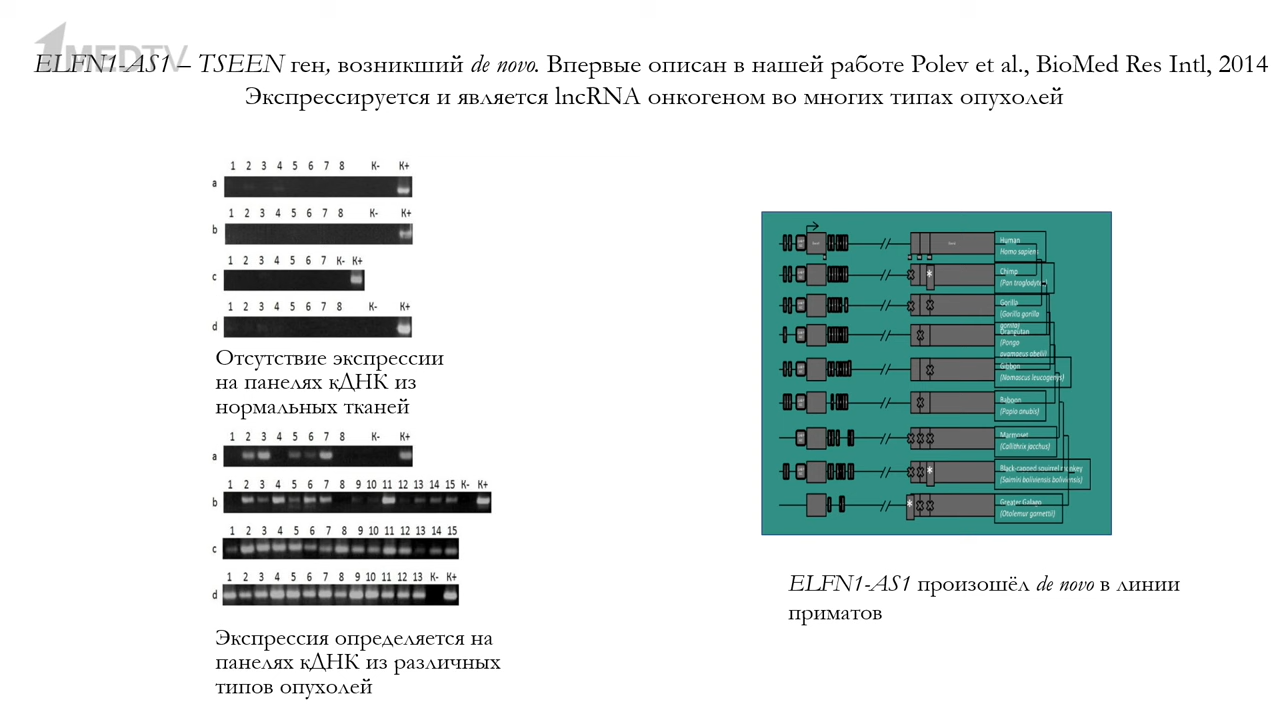 1MEDTV
ELFN1-AS1 – TSEEN ген, возникший de novo. Впервые описан в нашей работе Polev et al., BioMed Res Intl, 2014
Экспрессируется и является lncRNA онкогеном во многих типах опухолей
1 2 3 4 5 6 7 8 К- К+
a
1 2 3 4 5 6 7 8 К- К+
b
1 2 3 4 5 6 7 8 К- К+
c
1 2 3 4 5 6 7 8 К- К+
d
Отсутствие экспрессии
на панелях кДНК из
нормальных тканей
1 2 3 4 5 6 7 8 К- К+
a
1 2 3 4 5 6 7 8 9 10 11 12 13 14 15 К- К+
b
1 2 3 4 5 6 7 8 9 10 11 12 13 14 15
c
1 2 3 4 5 6 7 8 9 10 11 12 13 К- К+
d
Экспрессия определяется на
панелях кДНК из различных
типов опухолей
Human
Homo sapiens
Chimp
(Pan troglodytes)
Gorilla
(Gorilla gorilla
gorilla)
Orangutan
(Pongo
abelii)
Gibbon
(Nomascus leucogenys)
Baboon
(Papio anubis)
Marmoset
(Callithrix jacchus)
Black-capped squirrel monkey
(Saimiri boliviensis boliviensis)
Greater Galago
(Otolemur garnettii)
ELFN1-AS1 произошёл de novo в линии
приматов